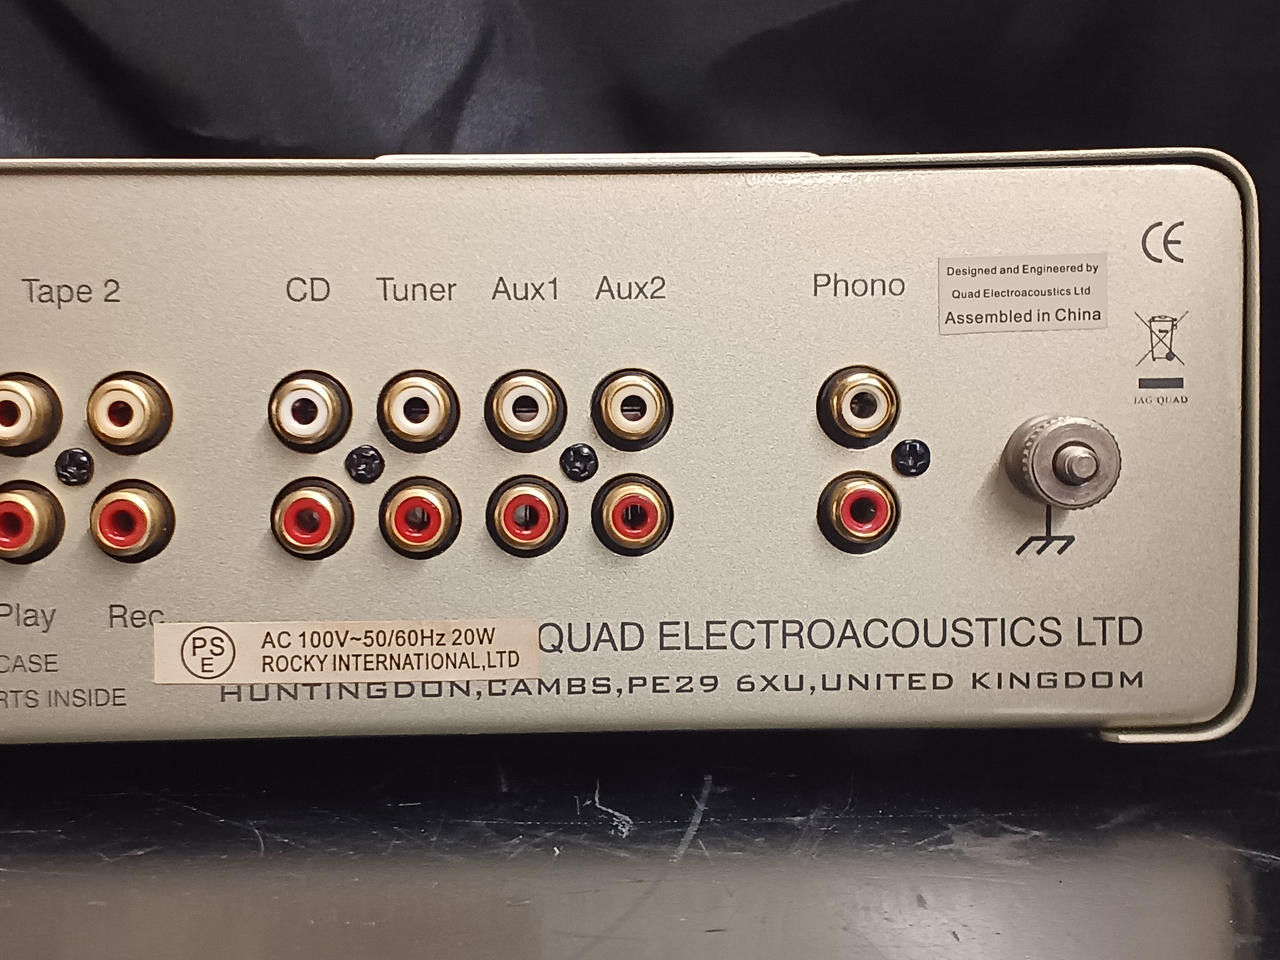 Tape 2
CD
Tuner
Aux1
Aux2
Phono
Designed and Engineered by
Quad Electroacoustics Ltd.
Assembled in China
CE
IAG QUAD
Play
Rec
CASE
RTS INSIDE
PS
E
AC 100V~50/60Hz 20W
ROCKY INTERNATIONAL,LTD
QUAD ELECTROACOUSTICS LTD
HUNTINGDON,CAMBS,PE29 6XU,UNITED KINGDOM